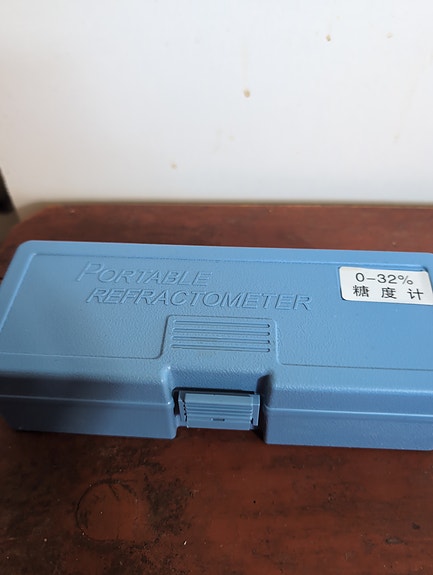 PORTABLE
REFRACTOMETER
0-32%
糖度计